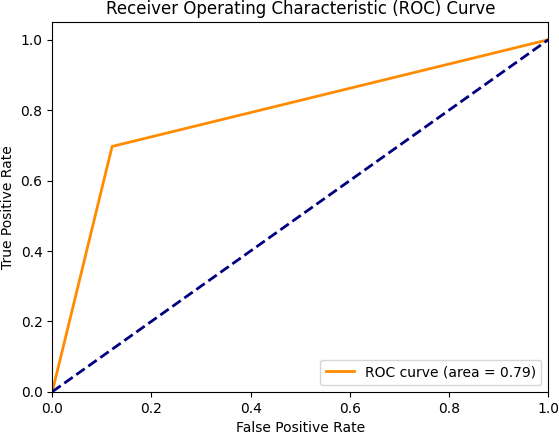 Receiver Operating Characteristic (ROC) Curve
1.0
0.8
0.6
0.4
0.2
0.0
True Positive Rate
ROC curve (area = 0.79)
0.0 0.2 0.4 0.6 0.8 1.0
False Positive Rate